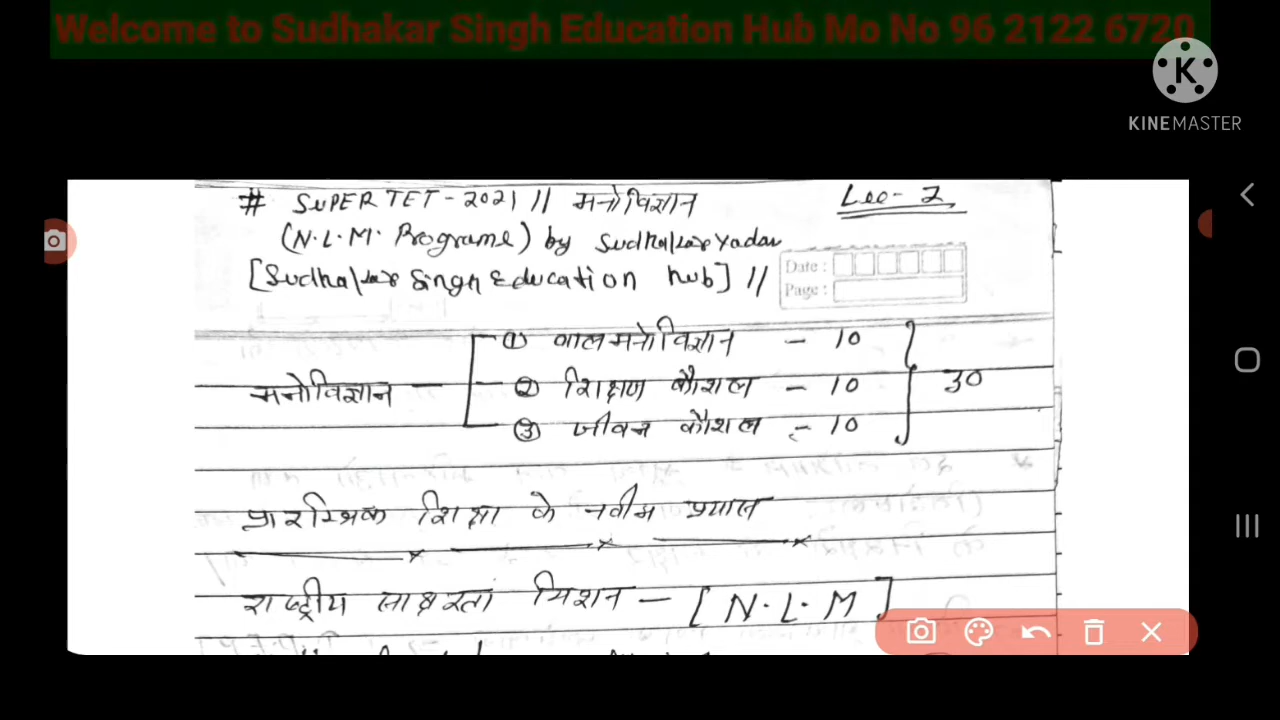 Welcome to Sudhakar Singh Education Hub Mo No 96 2122 6720
KINEMASTER
# SUPER TET - 2021 // मनोविज्ञान
Lec - 2
(N.L.M. Programe) by Sudhakar Yadav
[Sudhakar Singh Education hub] //
Date :
Page :
① बालमनोविज्ञान - 10
मनोविज्ञान - ② शिक्षण कौशल - 10 } 30
③ जीवन कौशल - 10
प्रारम्भिक शिक्षा के नवीन प्रयास
राष्ट्रीय साक्षरता मिशन - [N.L.M]